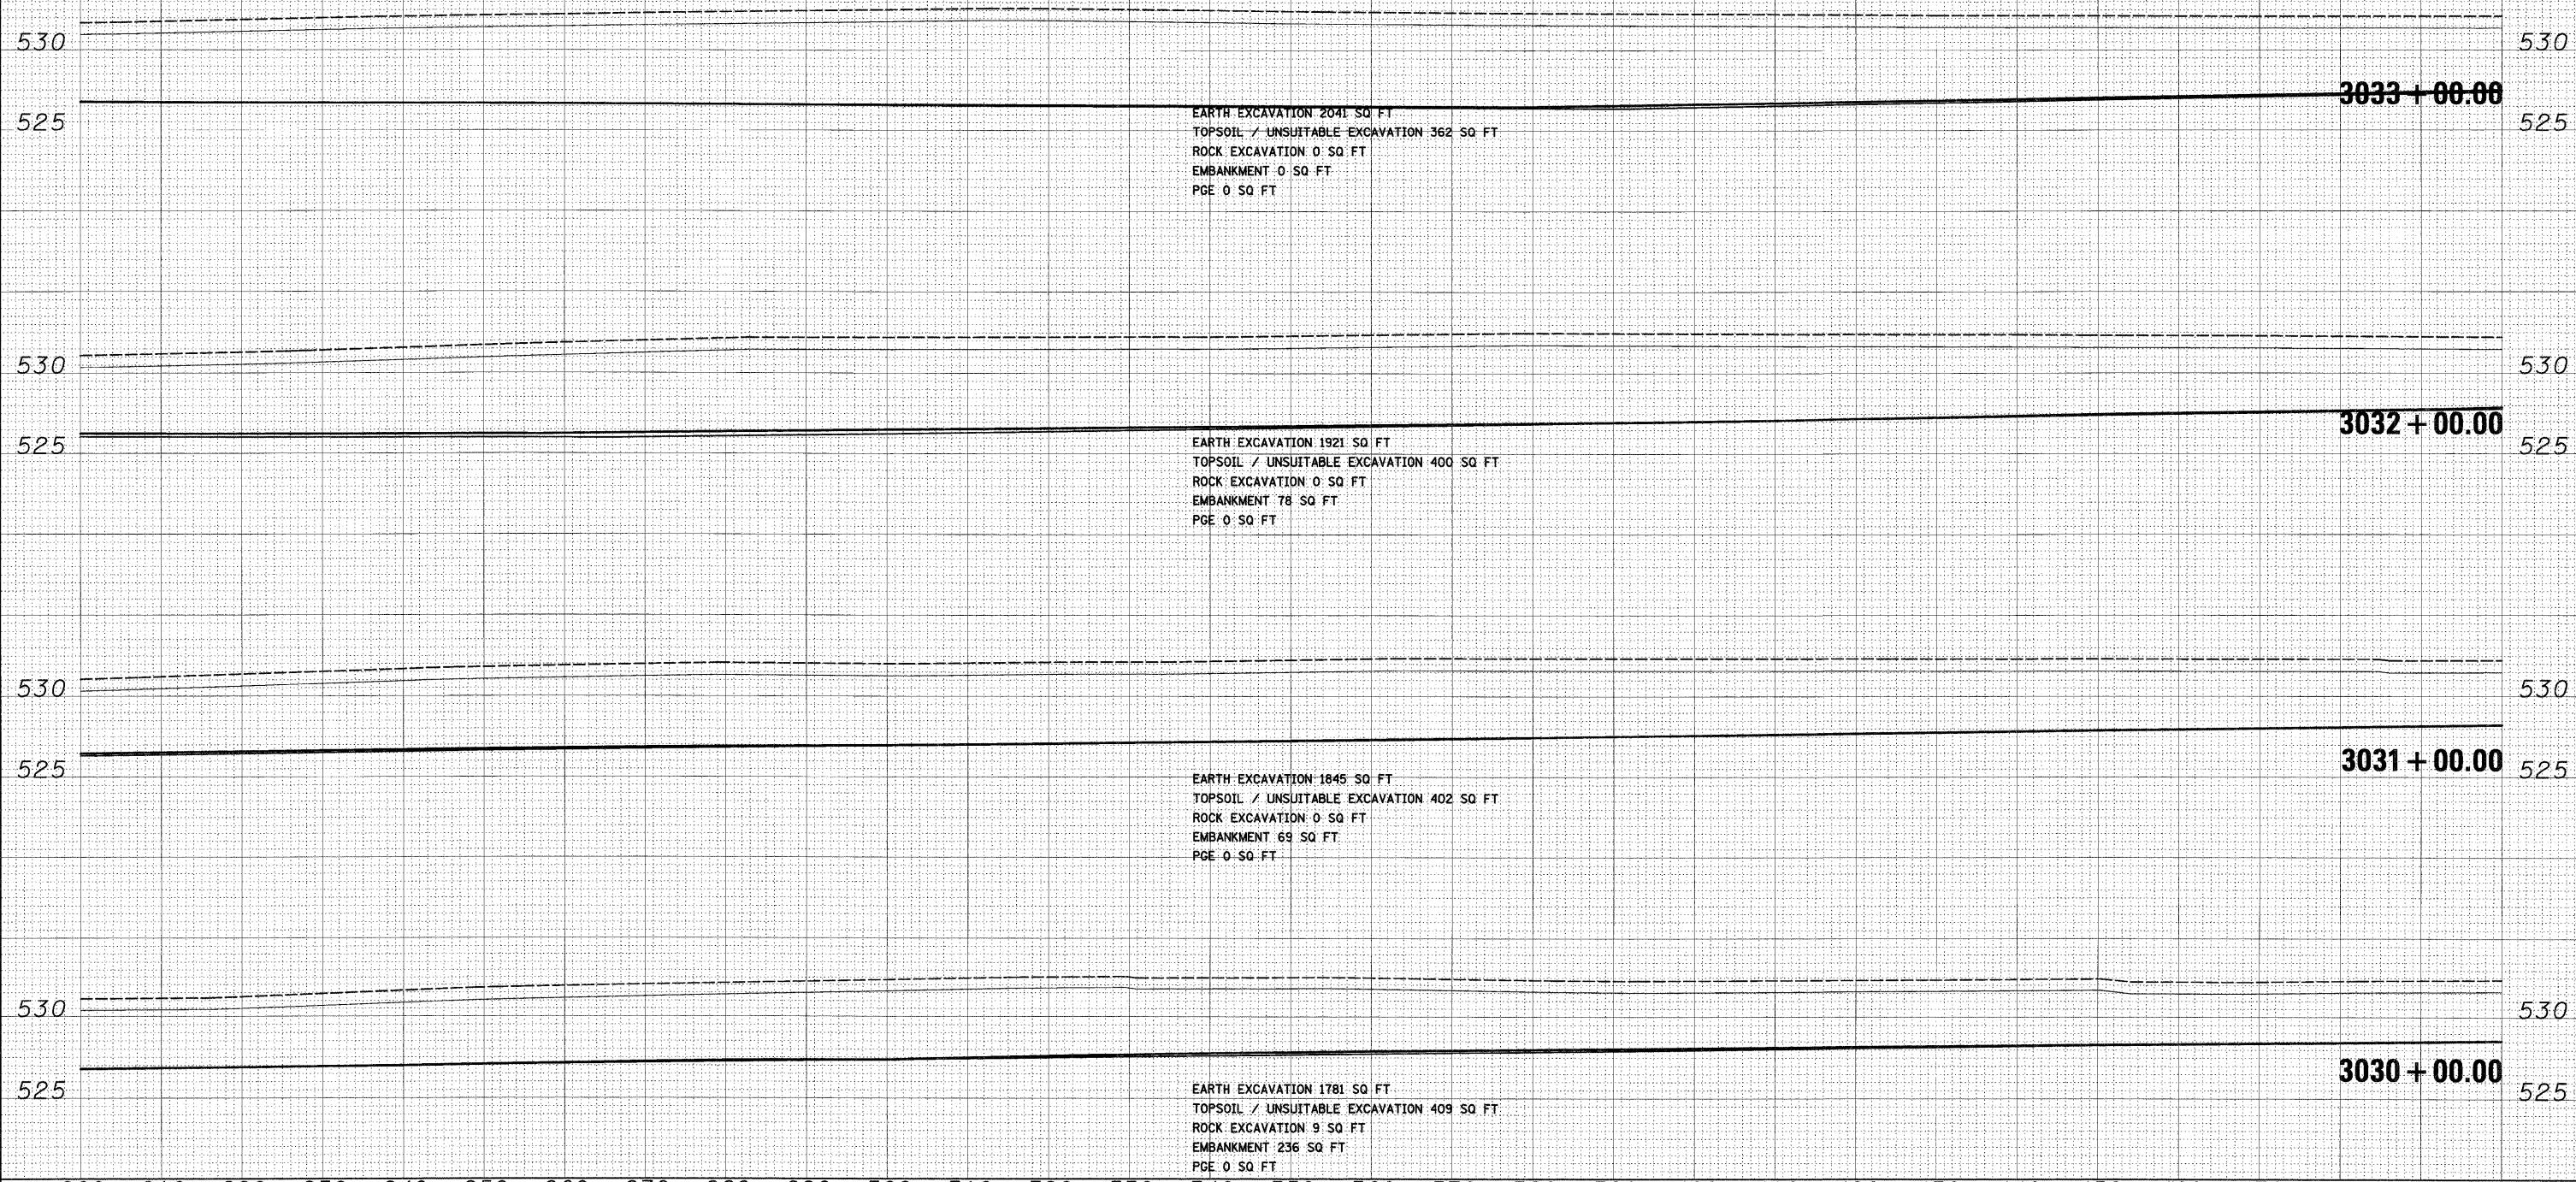 530 530
3033 + 00.00
525 525
EARTH EXCAVATION 2041 SQ FT
TOPSOIL / UNSUITABLE EXCAVATION 362 SQ FT
ROCK EXCAVATION 0 SQ FT
EMBANKMENT 0 SQ FT
PGE 0 SQ FT
530 530
3032 + 00.00
525 525
EARTH EXCAVATION 1921 SQ FT
TOPSOIL / UNSUITABLE EXCAVATION 400 SQ FT
ROCK EXCAVATION 0 SQ FT
EMBANKMENT 78 SQ FT
PGE 0 SQ FT
530 530
3031 + 00.00
525 525
EARTH EXCAVATION 1845 SQ FT
TOPSOIL / UNSUITABLE EXCAVATION 402 SQ FT
ROCK EXCAVATION 0 SQ FT
EMBANKMENT 69 SQ FT
PGE 0 SQ FT
530 530
3030 + 00.00
525 525
EARTH EXCAVATION 1781 SQ FT
TOPSOIL / UNSUITABLE EXCAVATION 409 SQ FT
ROCK EXCAVATION 9 SQ FT
EMBANKMENT 236 SQ FT
PGE 0 SQ FT